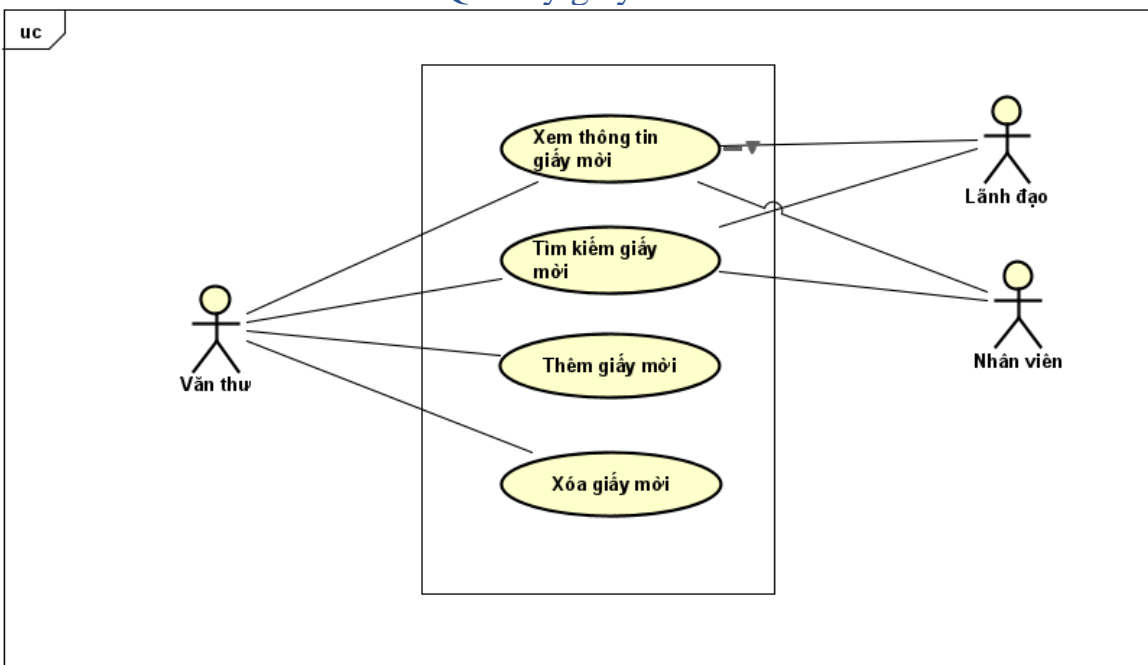 uc
Xem thông tin
giấy mời
Lãnh đạo
Tìm kiếm giấy
mời
Nhân viên
Văn thư
Thêm giấy mời
Xóa giấy mời